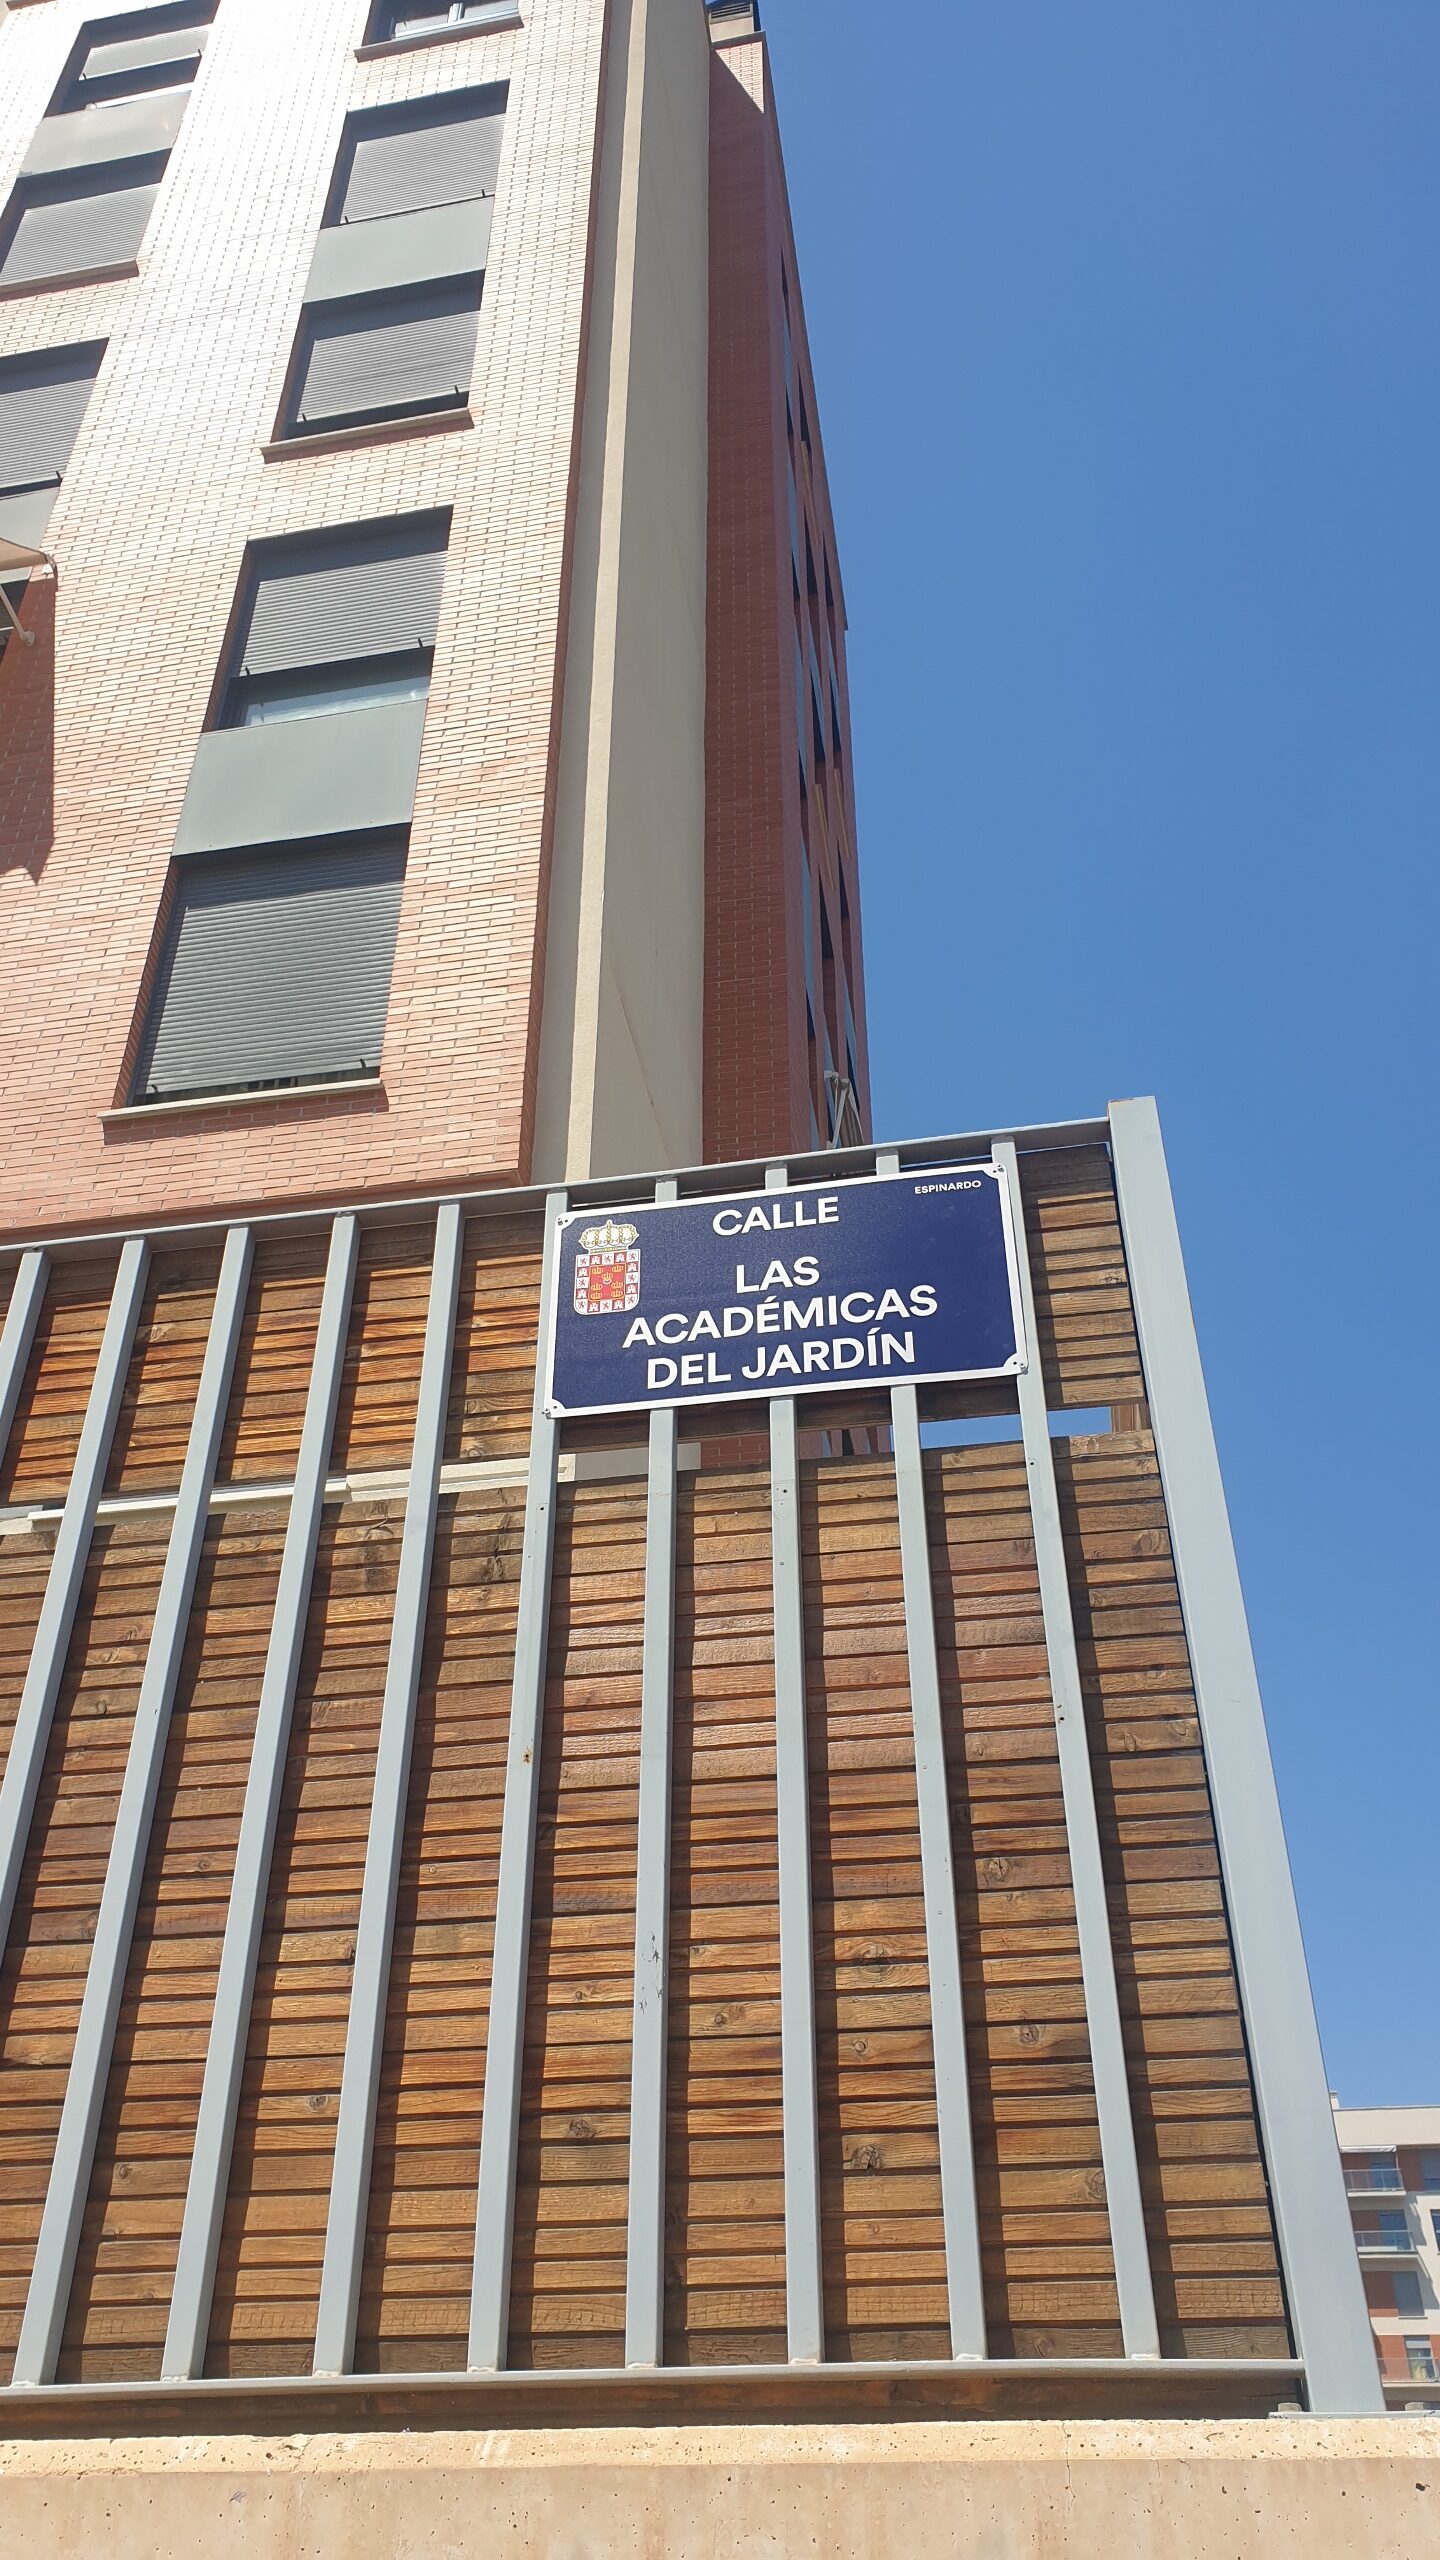 ESPINARDO
CALLE
LAS
ACADÉMICAS
DEL JARDÍN